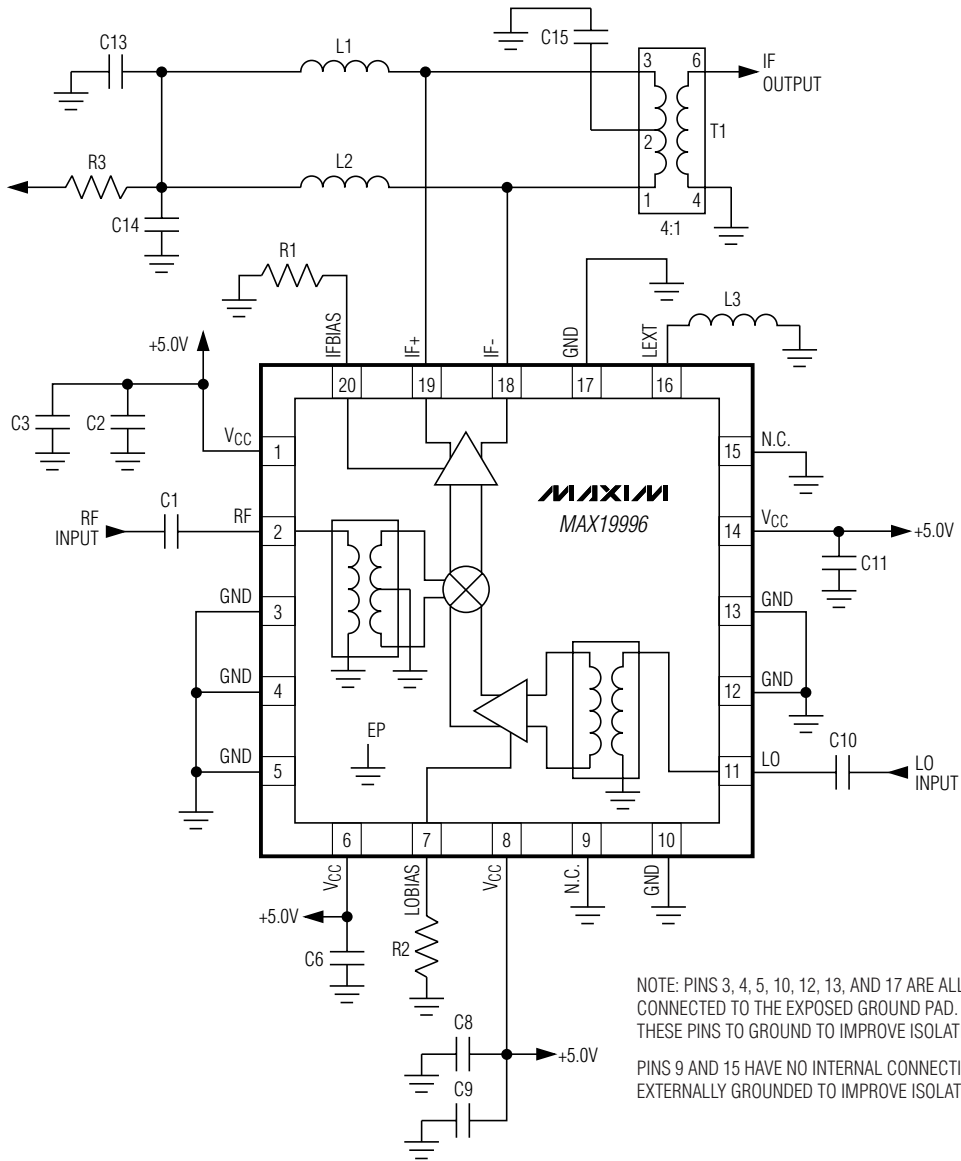 C13
L1
C15
3
6
IF
OUTPUT
T1
2
R3
L2
C14
1
4
4:1
R1
L3
+5.0V
IFBIAS
IF+
IF-
GND
LEXT
20
19
18
17
16
C3
C2
VCC
1
15
N.C.
MAXIM
MAX19996
C1
RF
INPUT
RF
2
14
VCC
+5.0V
C11
GND
3
13
GND
GND
4
12
GND
EP
C10
GND
5
11
LO
LO
INPUT
6
7
8
9
10
VCC
LOBIAS
VCC
N.C.
GND
+5.0V
C6
R2
C8
+5.0V
C9
NOTE: PINS 3, 4, 5, 10, 12, 13, AND 17 ARE ALL
CONNECTED TO THE EXPOSED GROUND PAD.
THESE PINS TO GROUND TO IMPROVE ISOLAT
PINS 9 AND 15 HAVE NO INTERNAL CONNECTI
EXTERNALLY GROUNDED TO IMPROVE ISOLAT